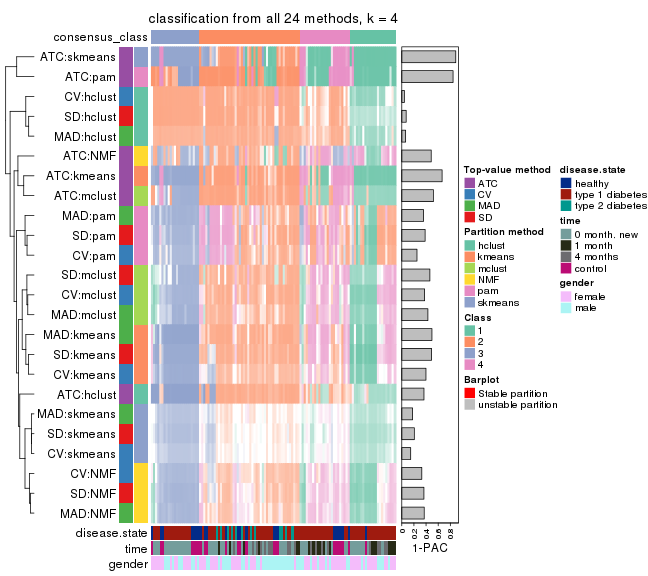 classification from all 24 methods, k = 4
consensus_class
ATC:skmeans
ATC:pam
CV:hclust
SD:hclust
MAD:hclust
ATC:NMF
ATC:kmeans
ATC:mclust
MAD:pam
SD:pam
CV:pam
SD:mclust
CV:mclust
MAD:mclust
MAD:kmeans
SD:kmeans
CV:kmeans
ATC:hclust
MAD:skmeans
SD:skmeans
CV:skmeans
CV:NMF
SD:NMF
MAD:NMF
disease.state
time
gender
0
0.2
0.4
0.6
0.8
1-PAC
Top-value method
ATC
CV
MAD
SD
Partition method
hclust
kmeans
mclust
NMF
pam
skmeans
Class
1
2
3
4
Barplot
Stable partition
unstable partition
disease.state
healthy
type 1 diabetes
type 2 diabetes
time
0 month. new
1 month
4 months
control
gender
female
male